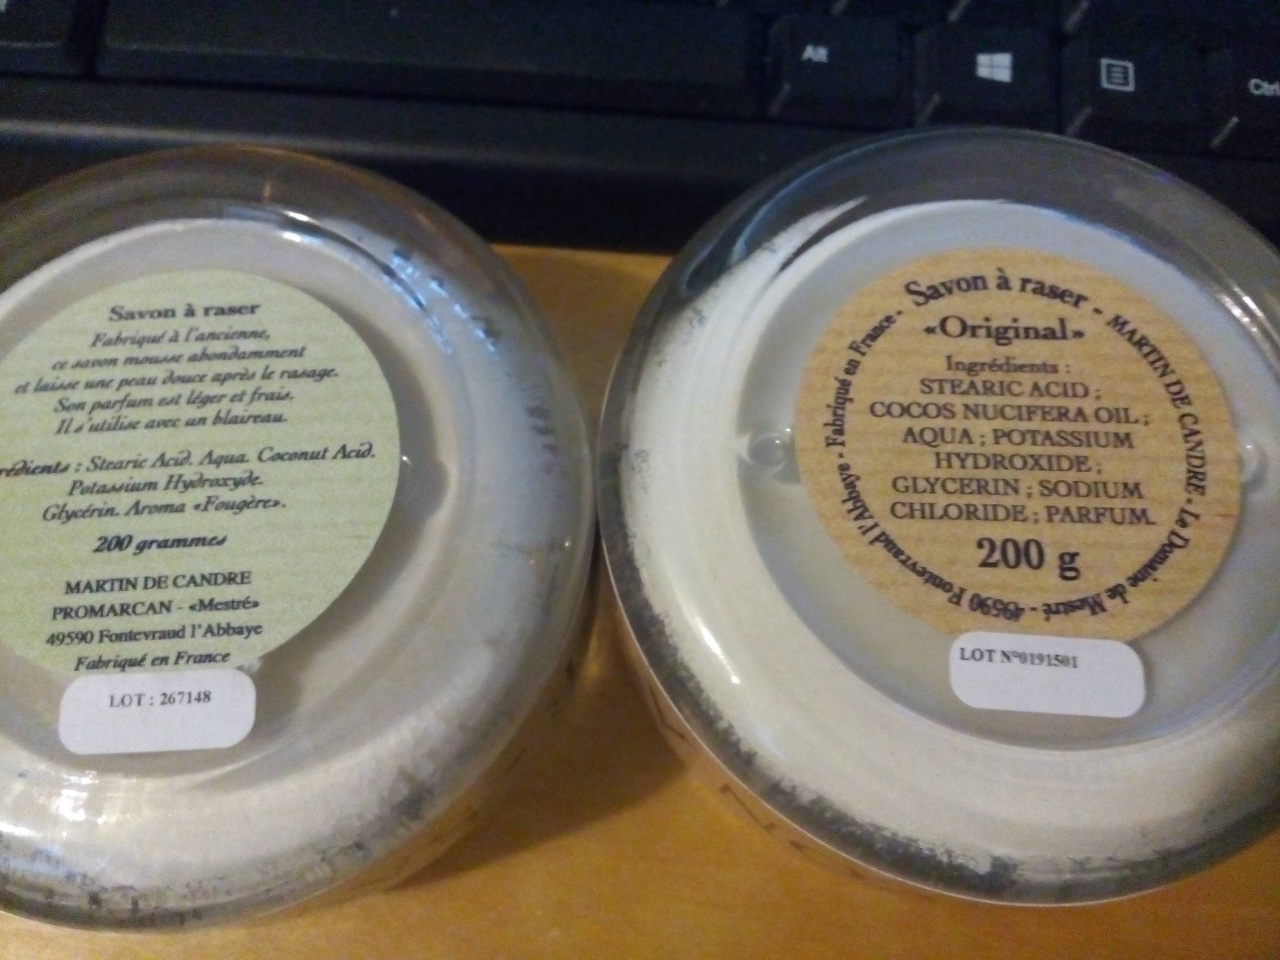 Alt
Ctrl
Savon à raser
Fabriqué à l'ancienne,
ce savon mousse abondamment
et laisse une peau douce après le rasage.
Son parfum est léger et frais.
Il s'utilise avec un blaireau.
rédients : Stearic Acid. Aqua. Coconut Acid.
Potassium Hydroxyde.
Glycérin. Aroma «Fougère».
200 grammes
MARTIN DE CANDRE
PROMARCAN - «Mestré»
49590 Fontevraud l'Abbaye
Fabriqué en France
LOT : 267148
Savon à raser - MARTIN DE CANDRE - Le Domaine de Mestré - 49590 Fontevraud l'Abbaye - Fabriqué en France -
«Original»
Ingrédients :
STEARIC ACID ;
COCOS NUCIFERA OIL ;
AQUA ; POTASSIUM
HYDROXIDE ;
GLYCERIN ; SODIUM
CHLORIDE ; PARFUM.
200 g
LOT N°0191501